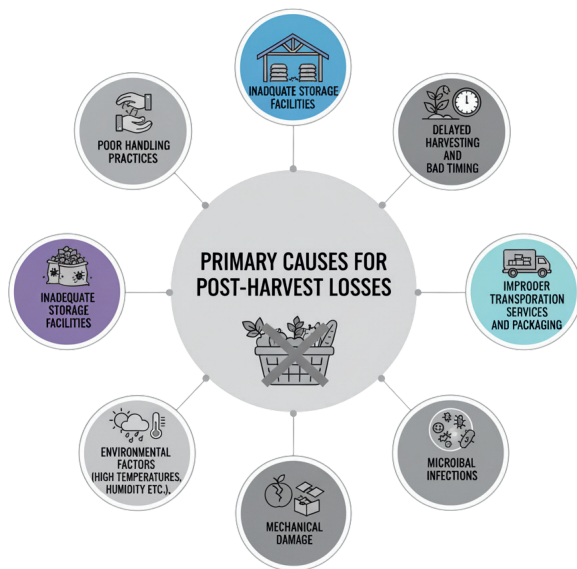 PRIMARY CAUSES FOR
POST-HARVEST LOSSES
INADQUATE STORAGE
FACILITIES
DELAYED
HARVESTING
AND
BAD TIMING
IMPRODER
TRANSPORATION
SERVICES
AND PACKAGING
MICROIBAL
INFECTIONS
MECHANICAL
DAMAGE
ENVIRONMENTAL
FACTORS
(HIGH TEMPERATURES,
HUMIDITY ETC.),
INADEQUATE
STORAGE
FACILITIES
POOR HANDLING
PRACTICES